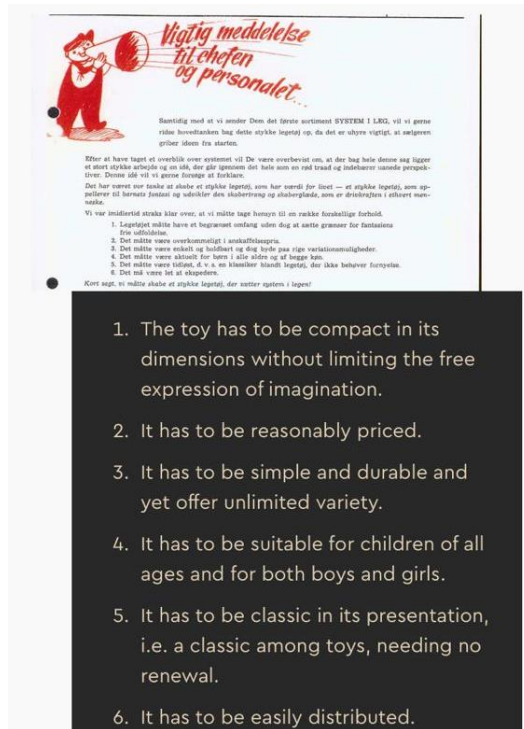 Vigtig meddelelse
til chefen
og personalet...
Samtidig med at vi sender Dem det første sortiment SYSTEM I LEG, vil vi gerne
ridse hovedtanken bag dette stykke legetøj op, da det er uhyre vigtigt, at sælgeren
griber ideen fra starten.
Efter at have taget et overblik over systemet vil De være overbevist om, at der bag hele denne sag ligger
et stort stykke arbejde og en idé, der går igennem det hele som en rød traad og indebærer uanede perspek-
tiver. Denne idé vil vi gerne forsøge at forklare.
Det har været vor tanke at skabe et stykke legetøj, som har værdi for livet — et stykke legetøj, som ap-
pellerer til barnets fantasi og udvikler den skabertrang og skaberglæde, som er drivkraften i ethvert men-
neske.
Vi var imidlertid straks klar over, at vi måtte tage hensyn til en række forskellige forhold.
1. Legetøjet måtte have et begrænset omfang uden dog at sætte grænser for fantasiens
frie udfoldelse.
2. Det måtte være overkommeligt i anskaffelsespris.
3. Det måtte være enkelt og holdbart og dog byde paa rige variationsmuligheder.
4. Det måtte være aktuelt for børn i alle aldre og af begge køn.
5. Det måtte være tidløst, d. v. s. en klassiker blandt legetøj, der ikke behøver fornyelse.
6. Det må være let at ekspedere.
Kort sagt, vi måtte skabe et stykke legetøj, der sætter system i legen!
1. The toy has to be compact in its
dimensions without limiting the free
expression of imagination.
2. It has to be reasonably priced.
3. It has to be simple and durable and
yet offer unlimited variety.
4. It has to be suitable for children of all
ages and for both boys and girls.
5. It has to be classic in its presentation,
i.e. a classic among toys, needing no
renewal.
6. It has to be easily distributed.